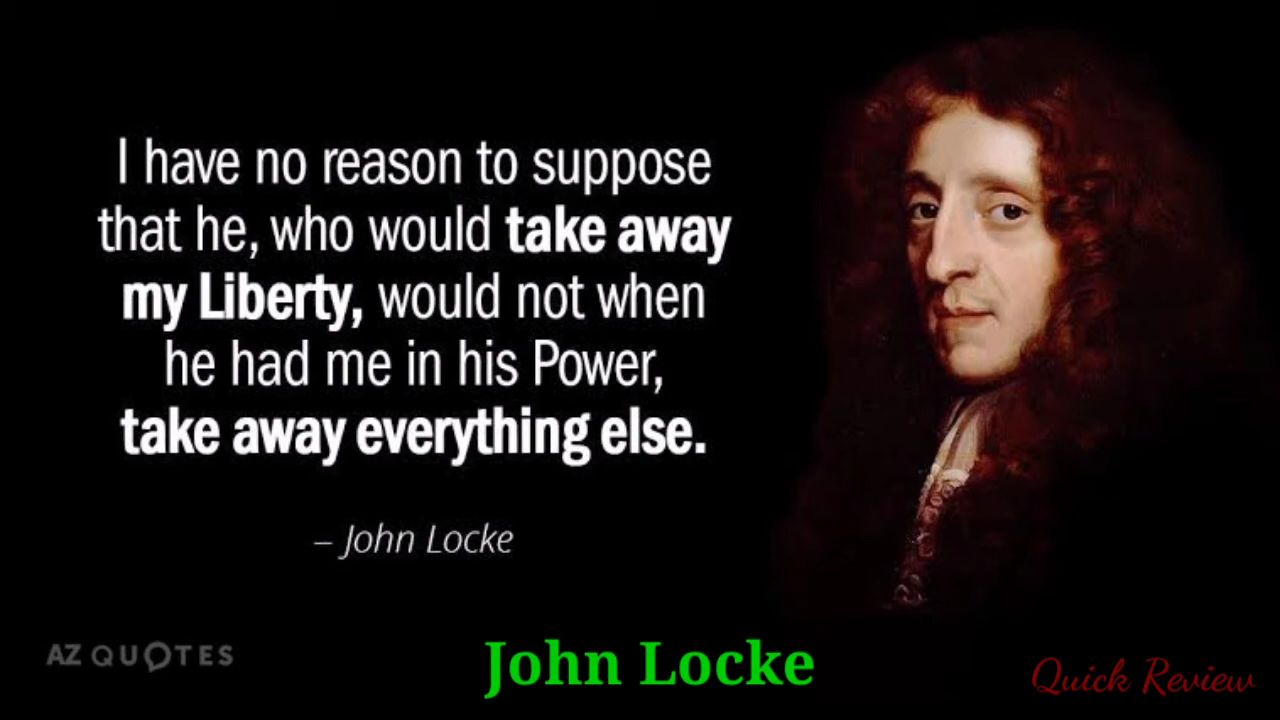 I have no reason to suppose
that he, who would take away
my Liberty, would not when
he had me in his Power,
take away everything else.
– John Locke
AZ QUOTES
John Locke
Quick Review